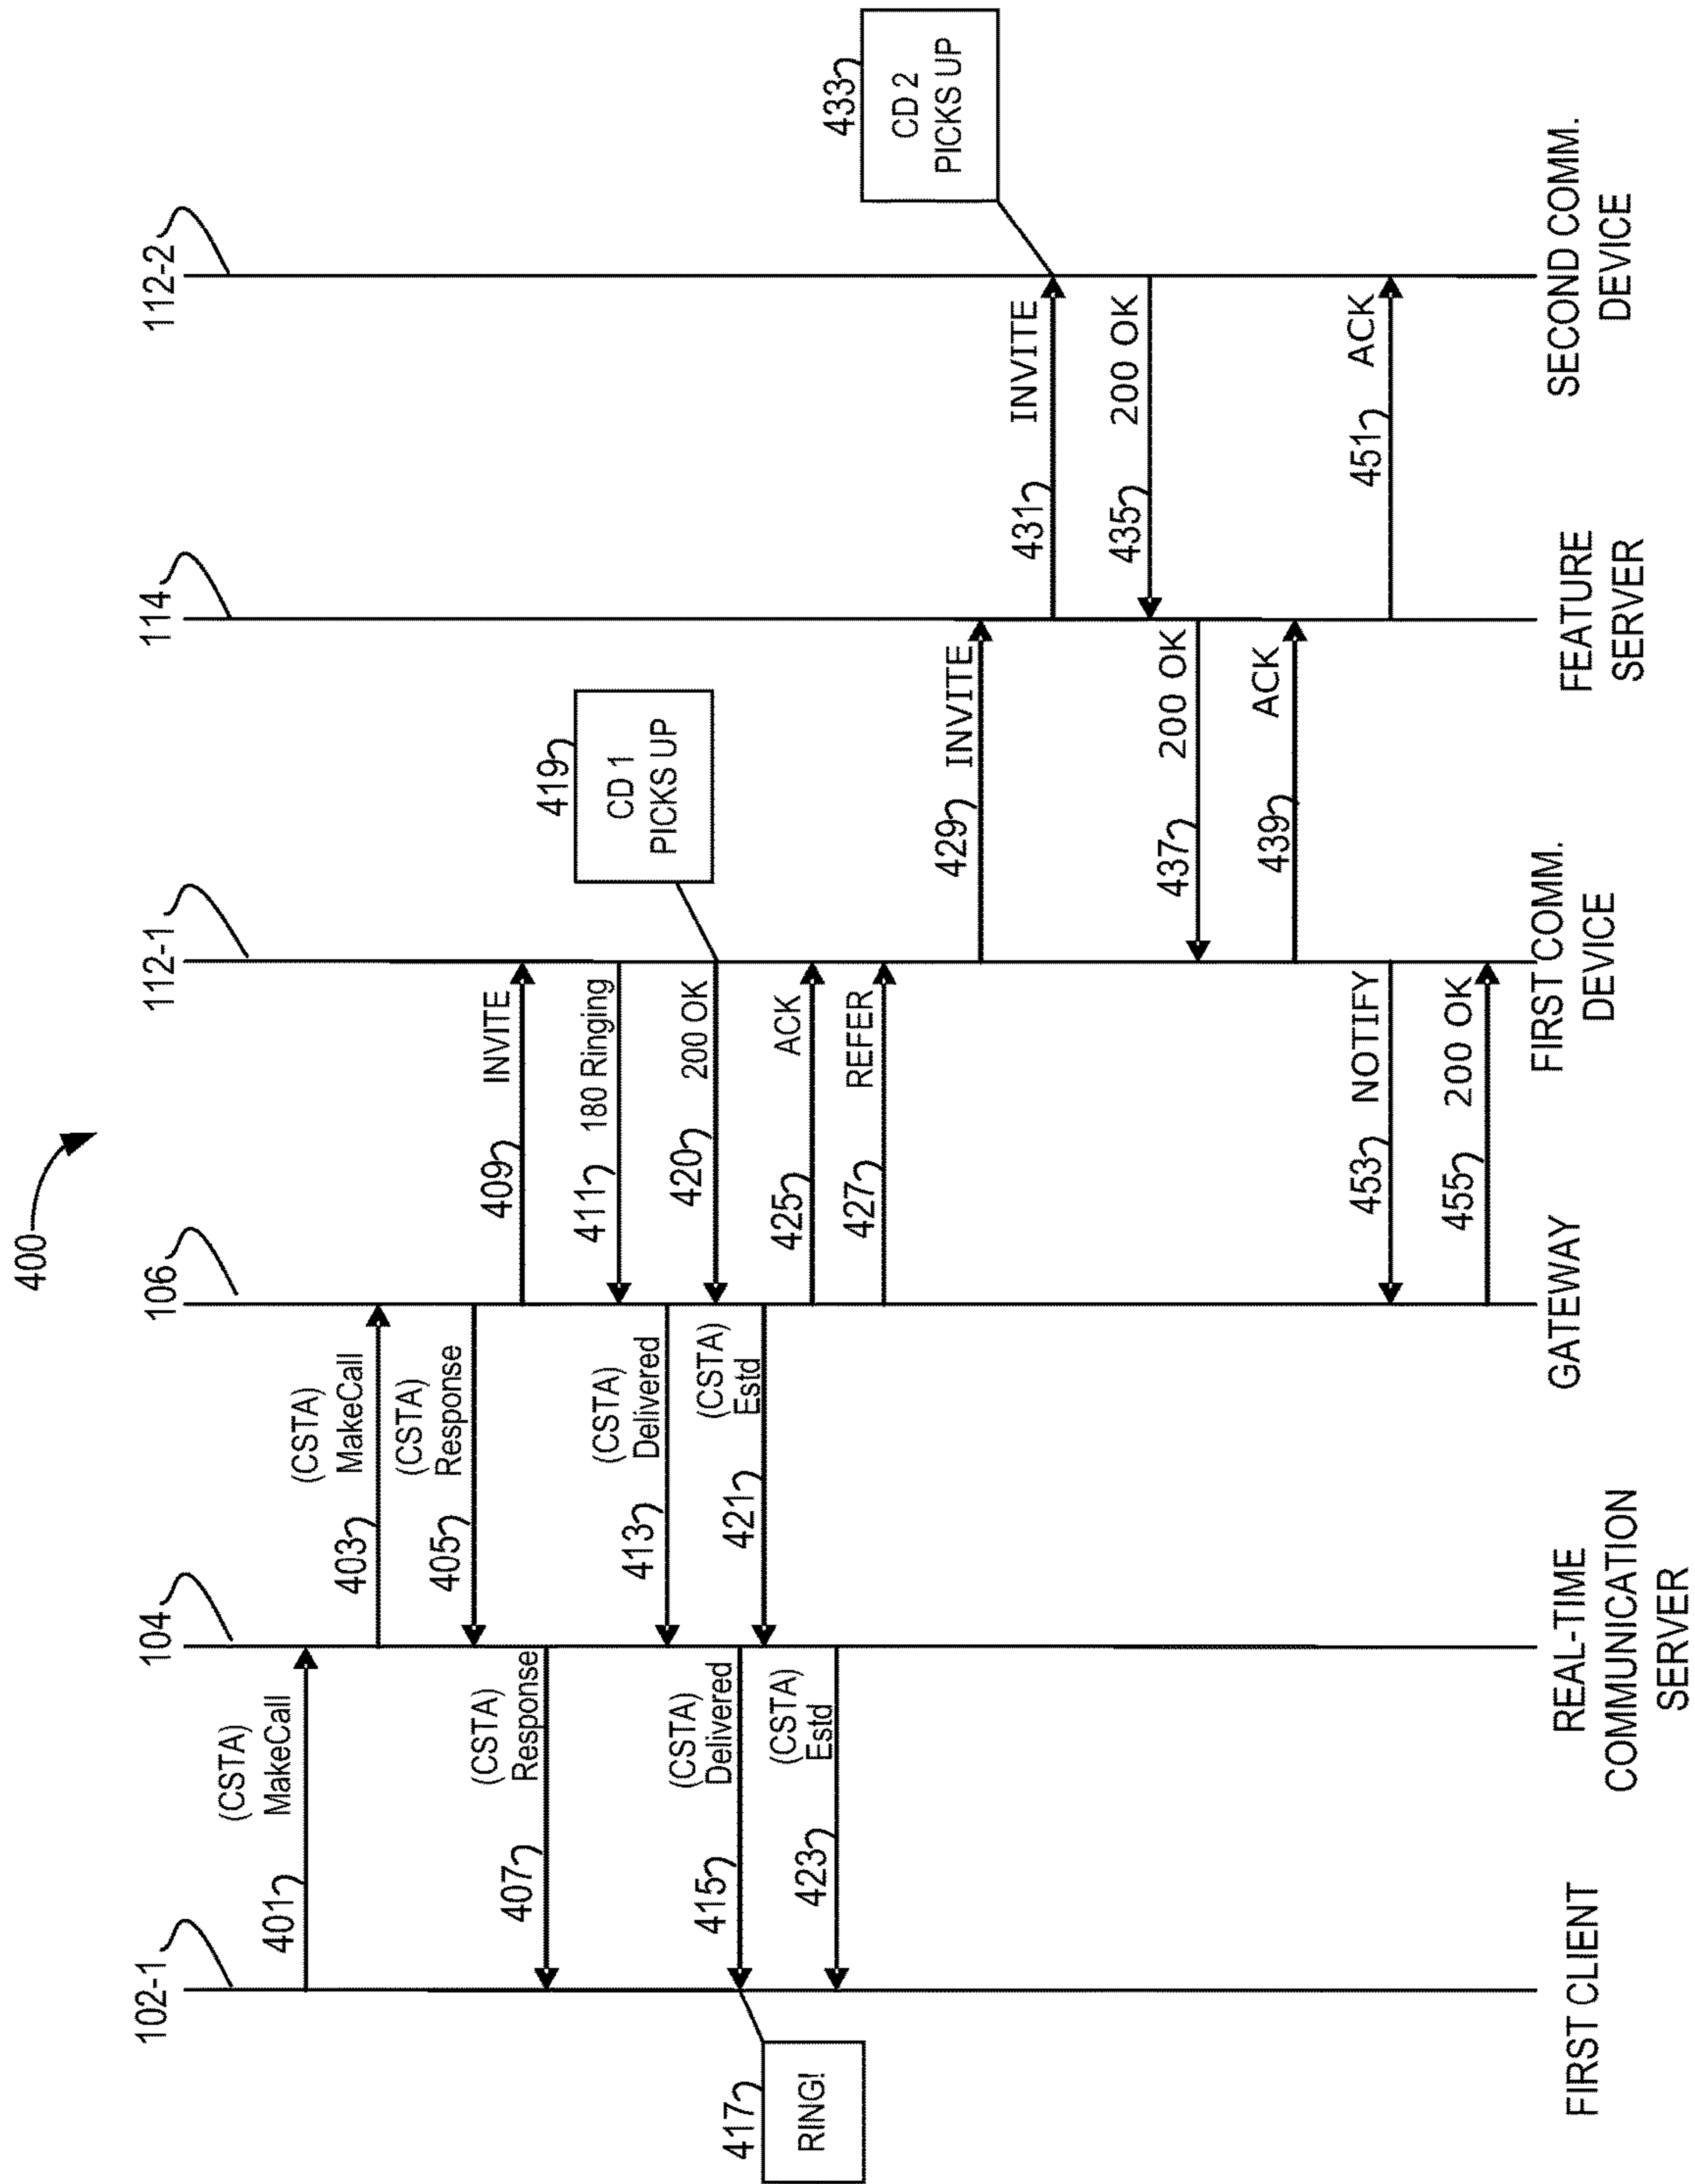 400
102-1
104
106
112-1
114
112-2
401
(CSTA)
MakeCall
403
(CSTA)
MakeCall
405
(CSTA)
Response
407
(CSTA)
Response
409
INVITE
411
180 Ringing
413
(CSTA)
Delivered
415
(CSTA)
Delivered
417
RING!
419
CD 1
PICKS UP
420
200 OK
421
(CSTA)
Estd
423
(CSTA)
Estd
425
ACK
427
REFER
429
INVITE
431
INVITE
433
CD 2
PICKS UP
435
200 OK
437
200 OK
439
ACK
451
ACK
453
NOTIFY
455
200 OK
FIRST CLIENT
REAL-TIME
COMMUNICATION
SERVER
GATEWAY
FIRST COMM.
DEVICE
FEATURE
SERVER
SECOND COMM.
DEVICE